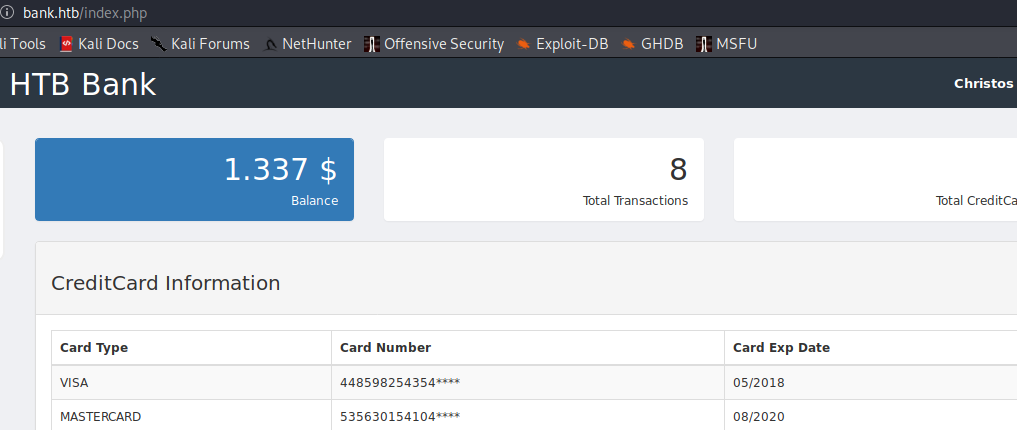 bank.htb/index.php
li Tools Kali Docs Kali Forums NetHunter Offensive Security Exploit-DB GHDB MSFU
HTB Bank Christos
1.337 $ 8
Balance Total Transactions Total CreditCa
CreditCard Information
Card Type Card Number Card Exp Date
VISA 448598254354**** 05/2018
MASTERCARD 535630154104**** 08/2020